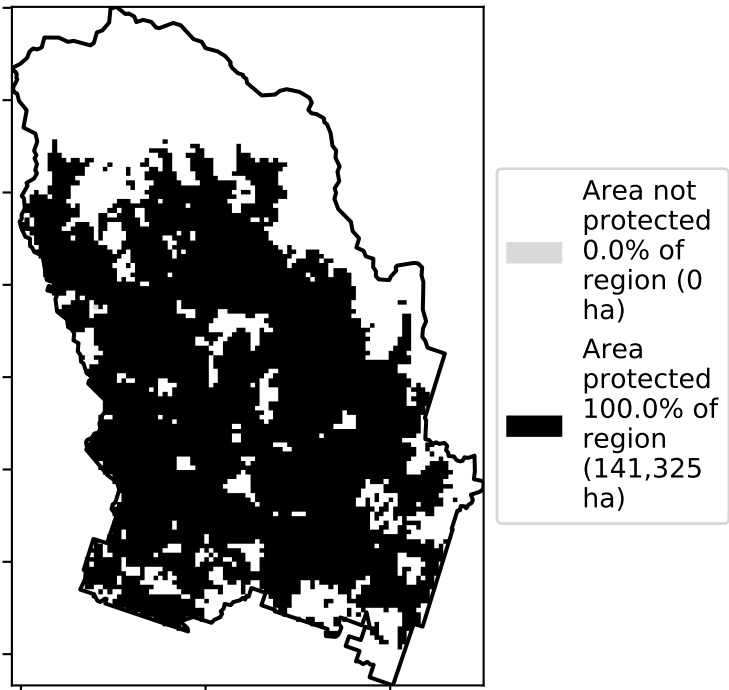 Area not
protected
0.0% of
region (0
ha)
Area
protected
100.0% of
region
(141,325
ha)